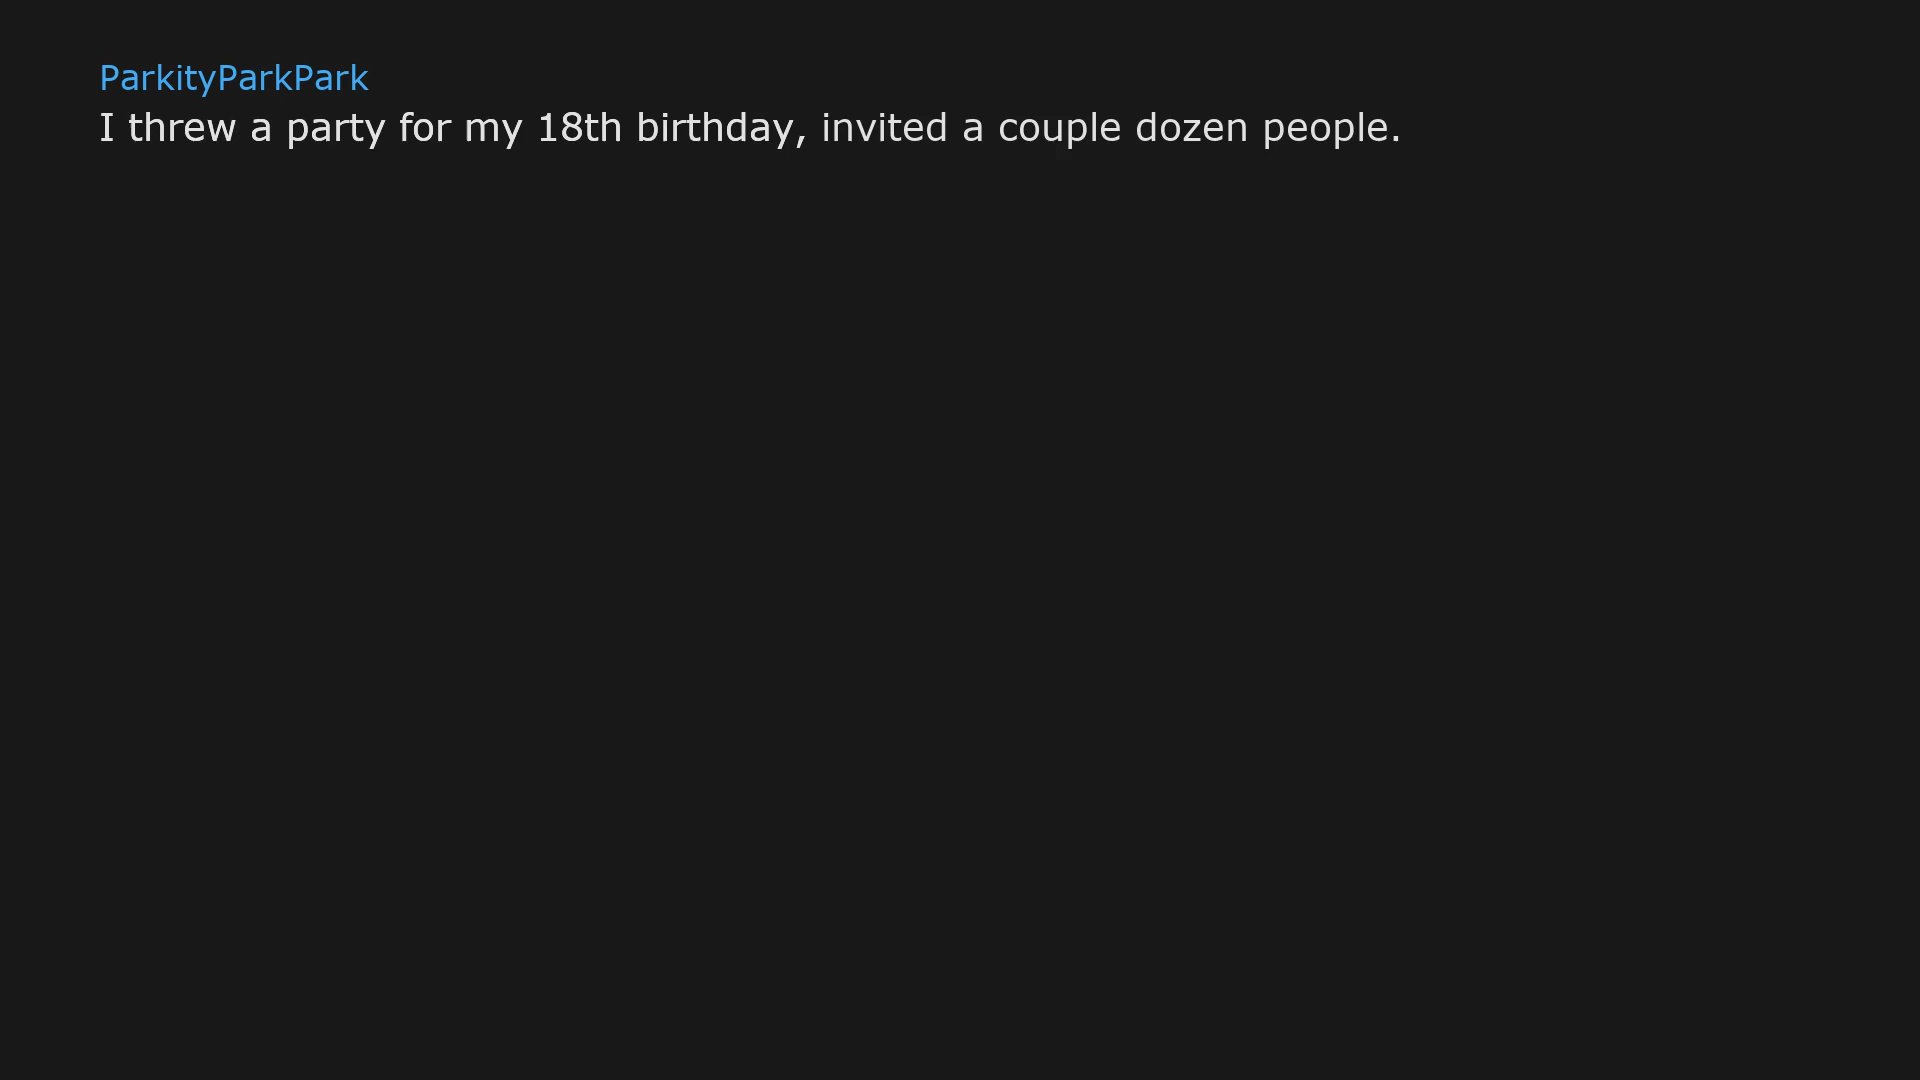 ParkityParkPark
I threw a party for my 18th birthday, invited a couple dozen people.